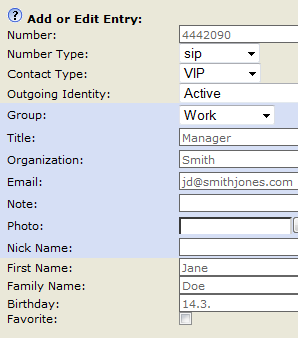 Add or Edit Entry:
Number: 4442090
Number Type: sip
Contact Type: VIP
Outgoing Identity: Active
Group: Work
Title: Manager
Organization: Smith
Email: jd@smithjones.com
Note:
Photo:
Nick Name:
First Name: Jane
Family Name: Doe
Birthday: 14.3.
Favorite: